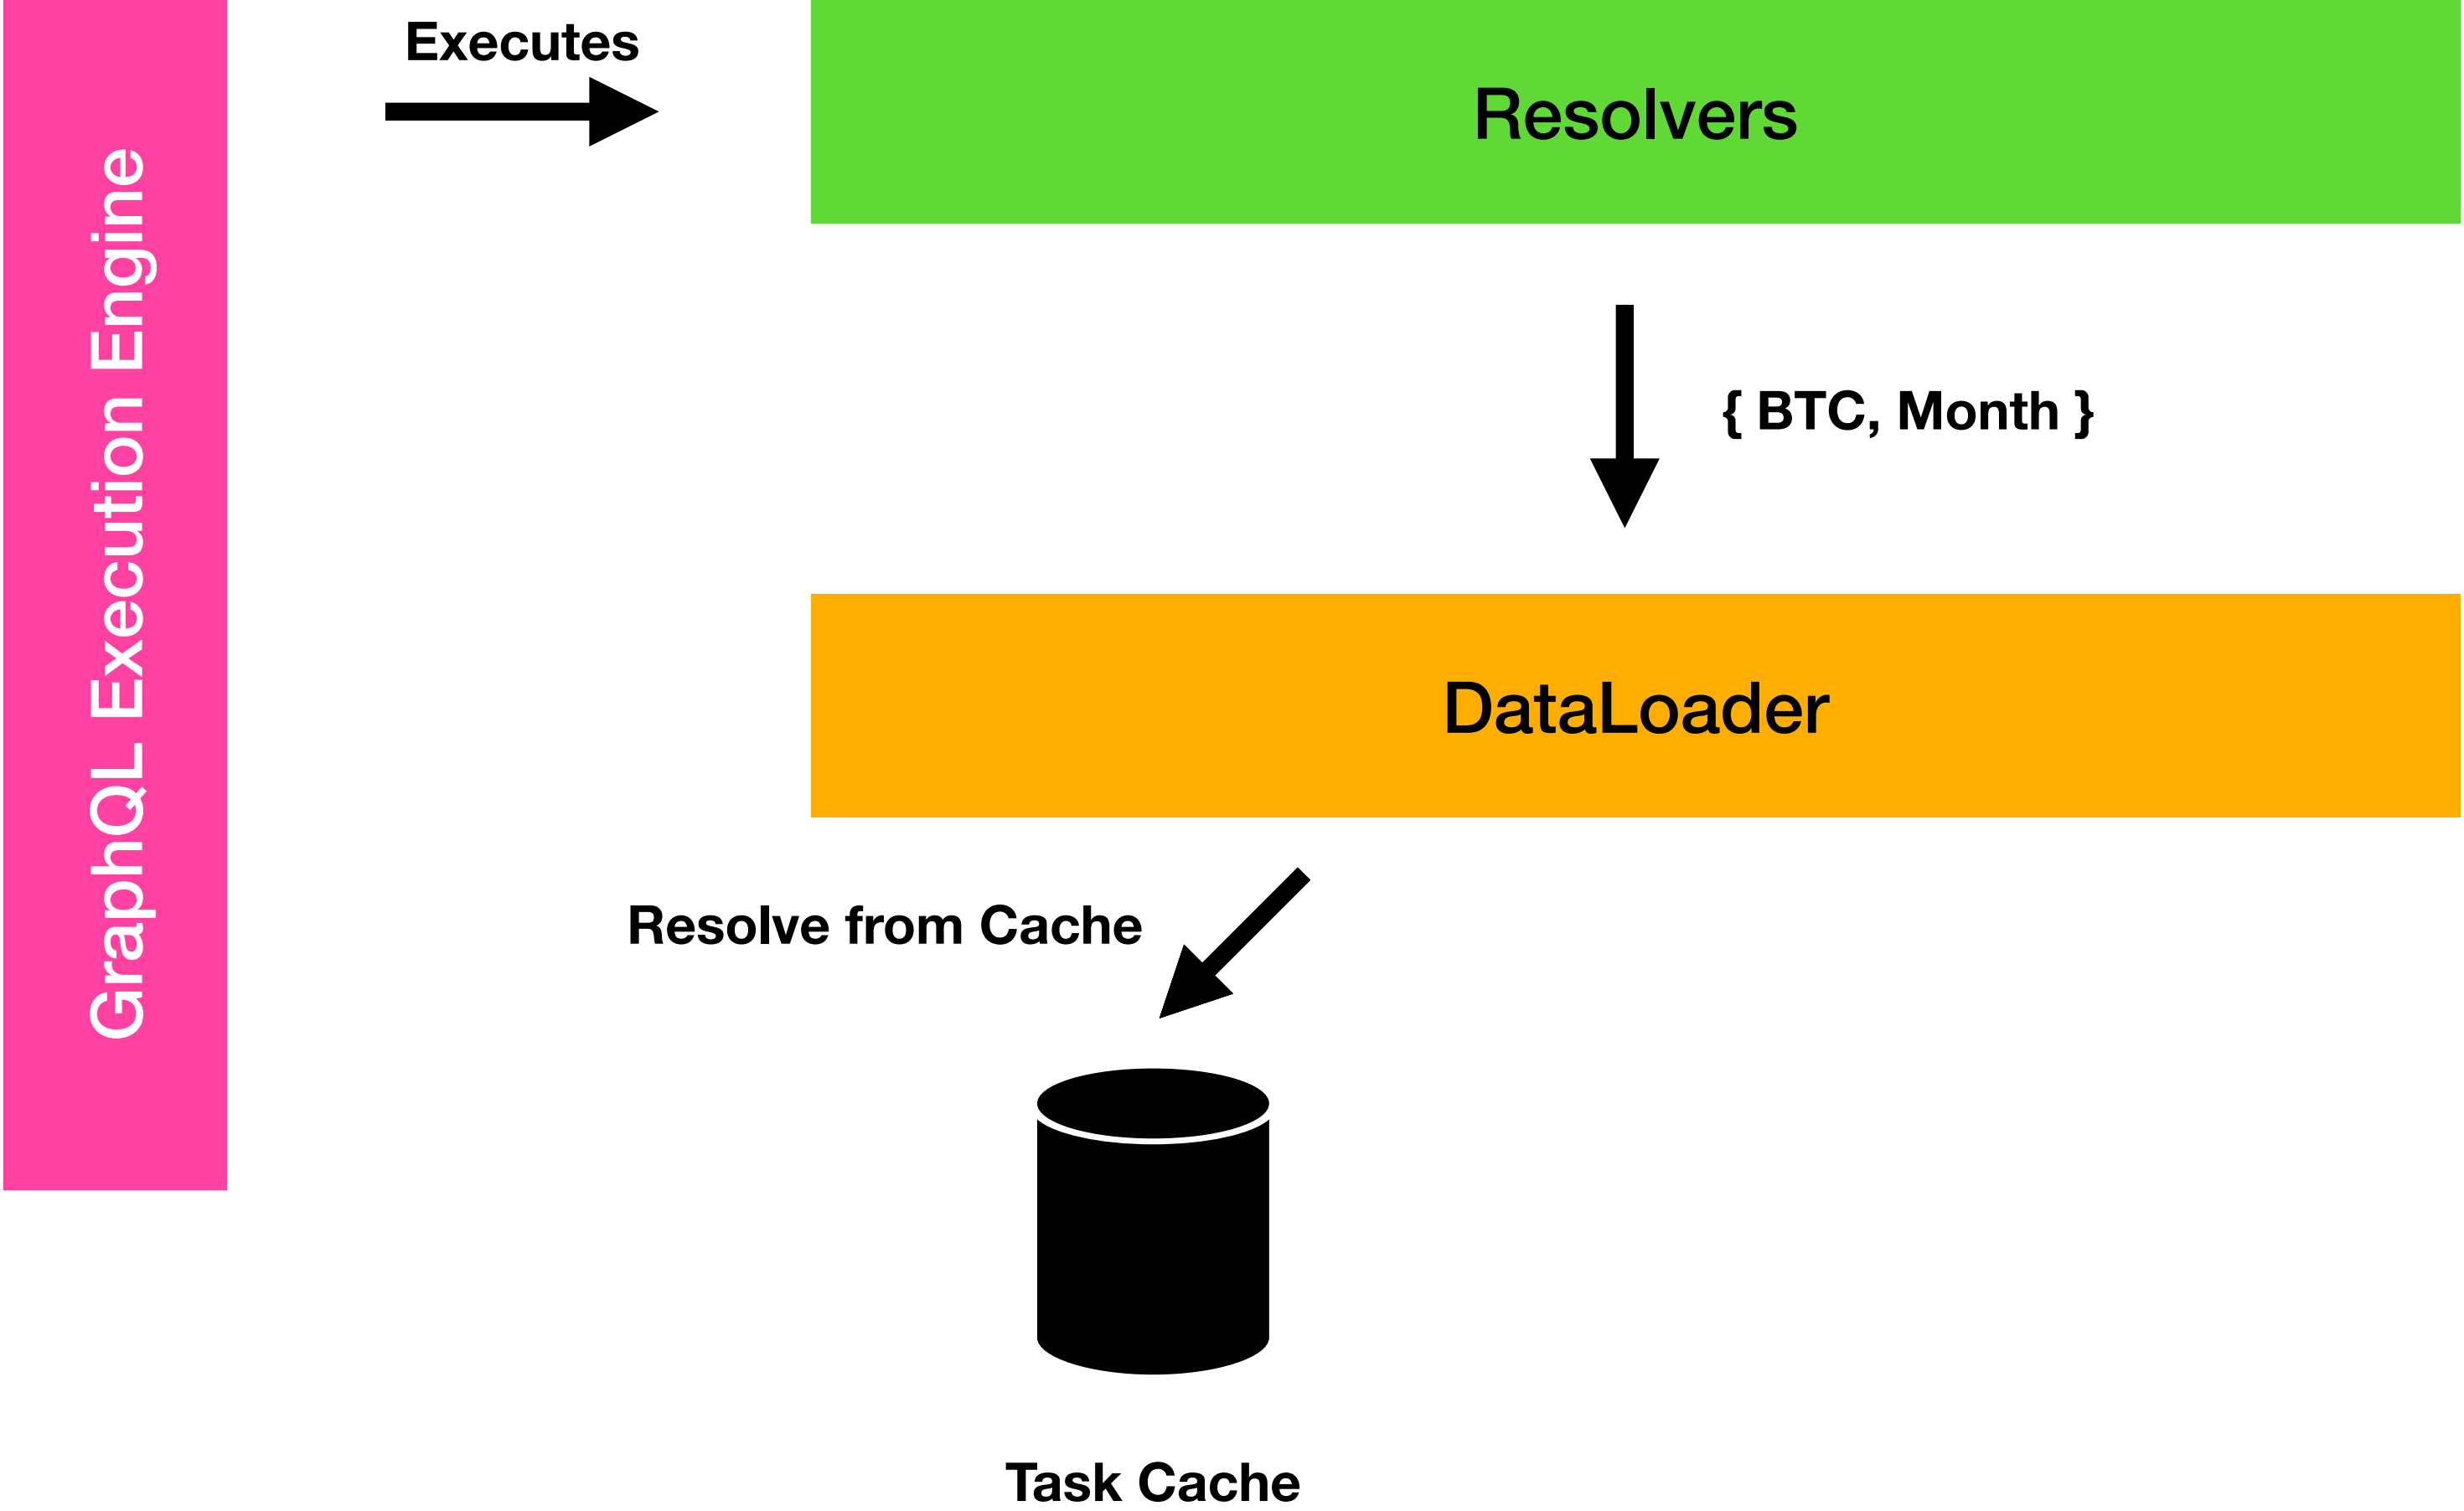 GraphQL Execution Engine
Executes
Resolvers
{ BTC, Month }
DataLoader
Resolve from Cache
Task Cache